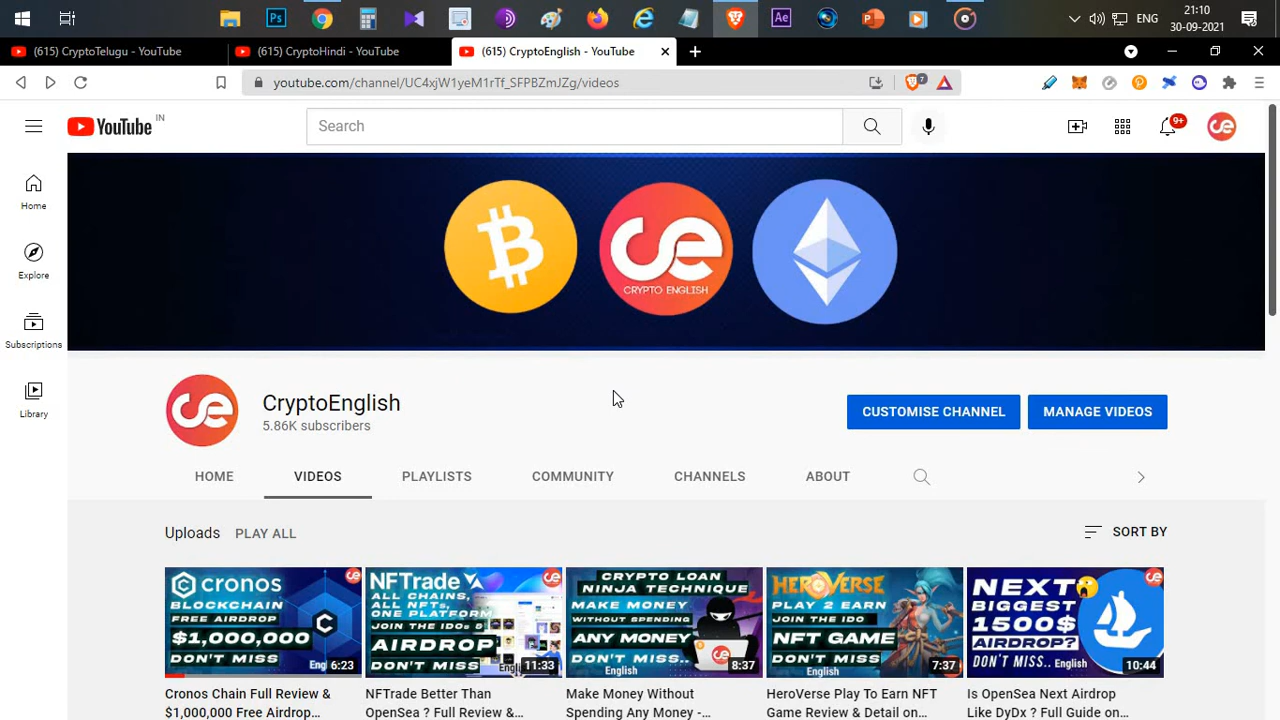 21:10
ENG
30-09-2021
(615) CryptoTelugu - YouTube
(615) CryptoHindi - YouTube
(615) CryptoEnglish - YouTube
youtube.com/channel/UC4xjW1yeM1rTf_SFPBZmJZg/videos
7
YouTube IN
Search
9+
Home
Explore
Subscriptions
Library
CRYPTO ENGLISH
CryptoEnglish
5.86K subscribers
CUSTOMISE CHANNEL
MANAGE VIDEOS
HOME
VIDEOS
PLAYLISTS
COMMUNITY
CHANNELS
ABOUT
Uploads
PLAY ALL
SORT BY
cronos
BLOCKCHAIN
FREE AIRDROP
$1,000,000
DON'T MISS
6:23
Cronos Chain Full Review &
$1,000,000 Free Airdrop...
NFTrade
ALL CHAINS,
ALL NFTs,
ONE PLATFORM
JOIN THE IDOs &
AIRDROP
DON'T MISS
11:33
NFTrade Better Than
OpenSea ? Full Review &...
CRYPTO LOAN
NINJA TECHNIQUE
MAKE MONEY
WITHOUT SPENDING
ANY MONEY
DON'T MISS..
English
8:37
Make Money Without
Spending Any Money -...
HEROVERSE
PLAY 2 EARN
JOIN THE IDO
NFT GAME
DON'T MISS..
English
7:37
HeroVerse Play To Earn NFT
Game Review & Detail on...
NEXT
BIGGEST
1500$
AIRDROP?
DON'T MISS.. English
10:44
Is OpenSea Next Airdrop
Like DyDx ? Full Guide on...